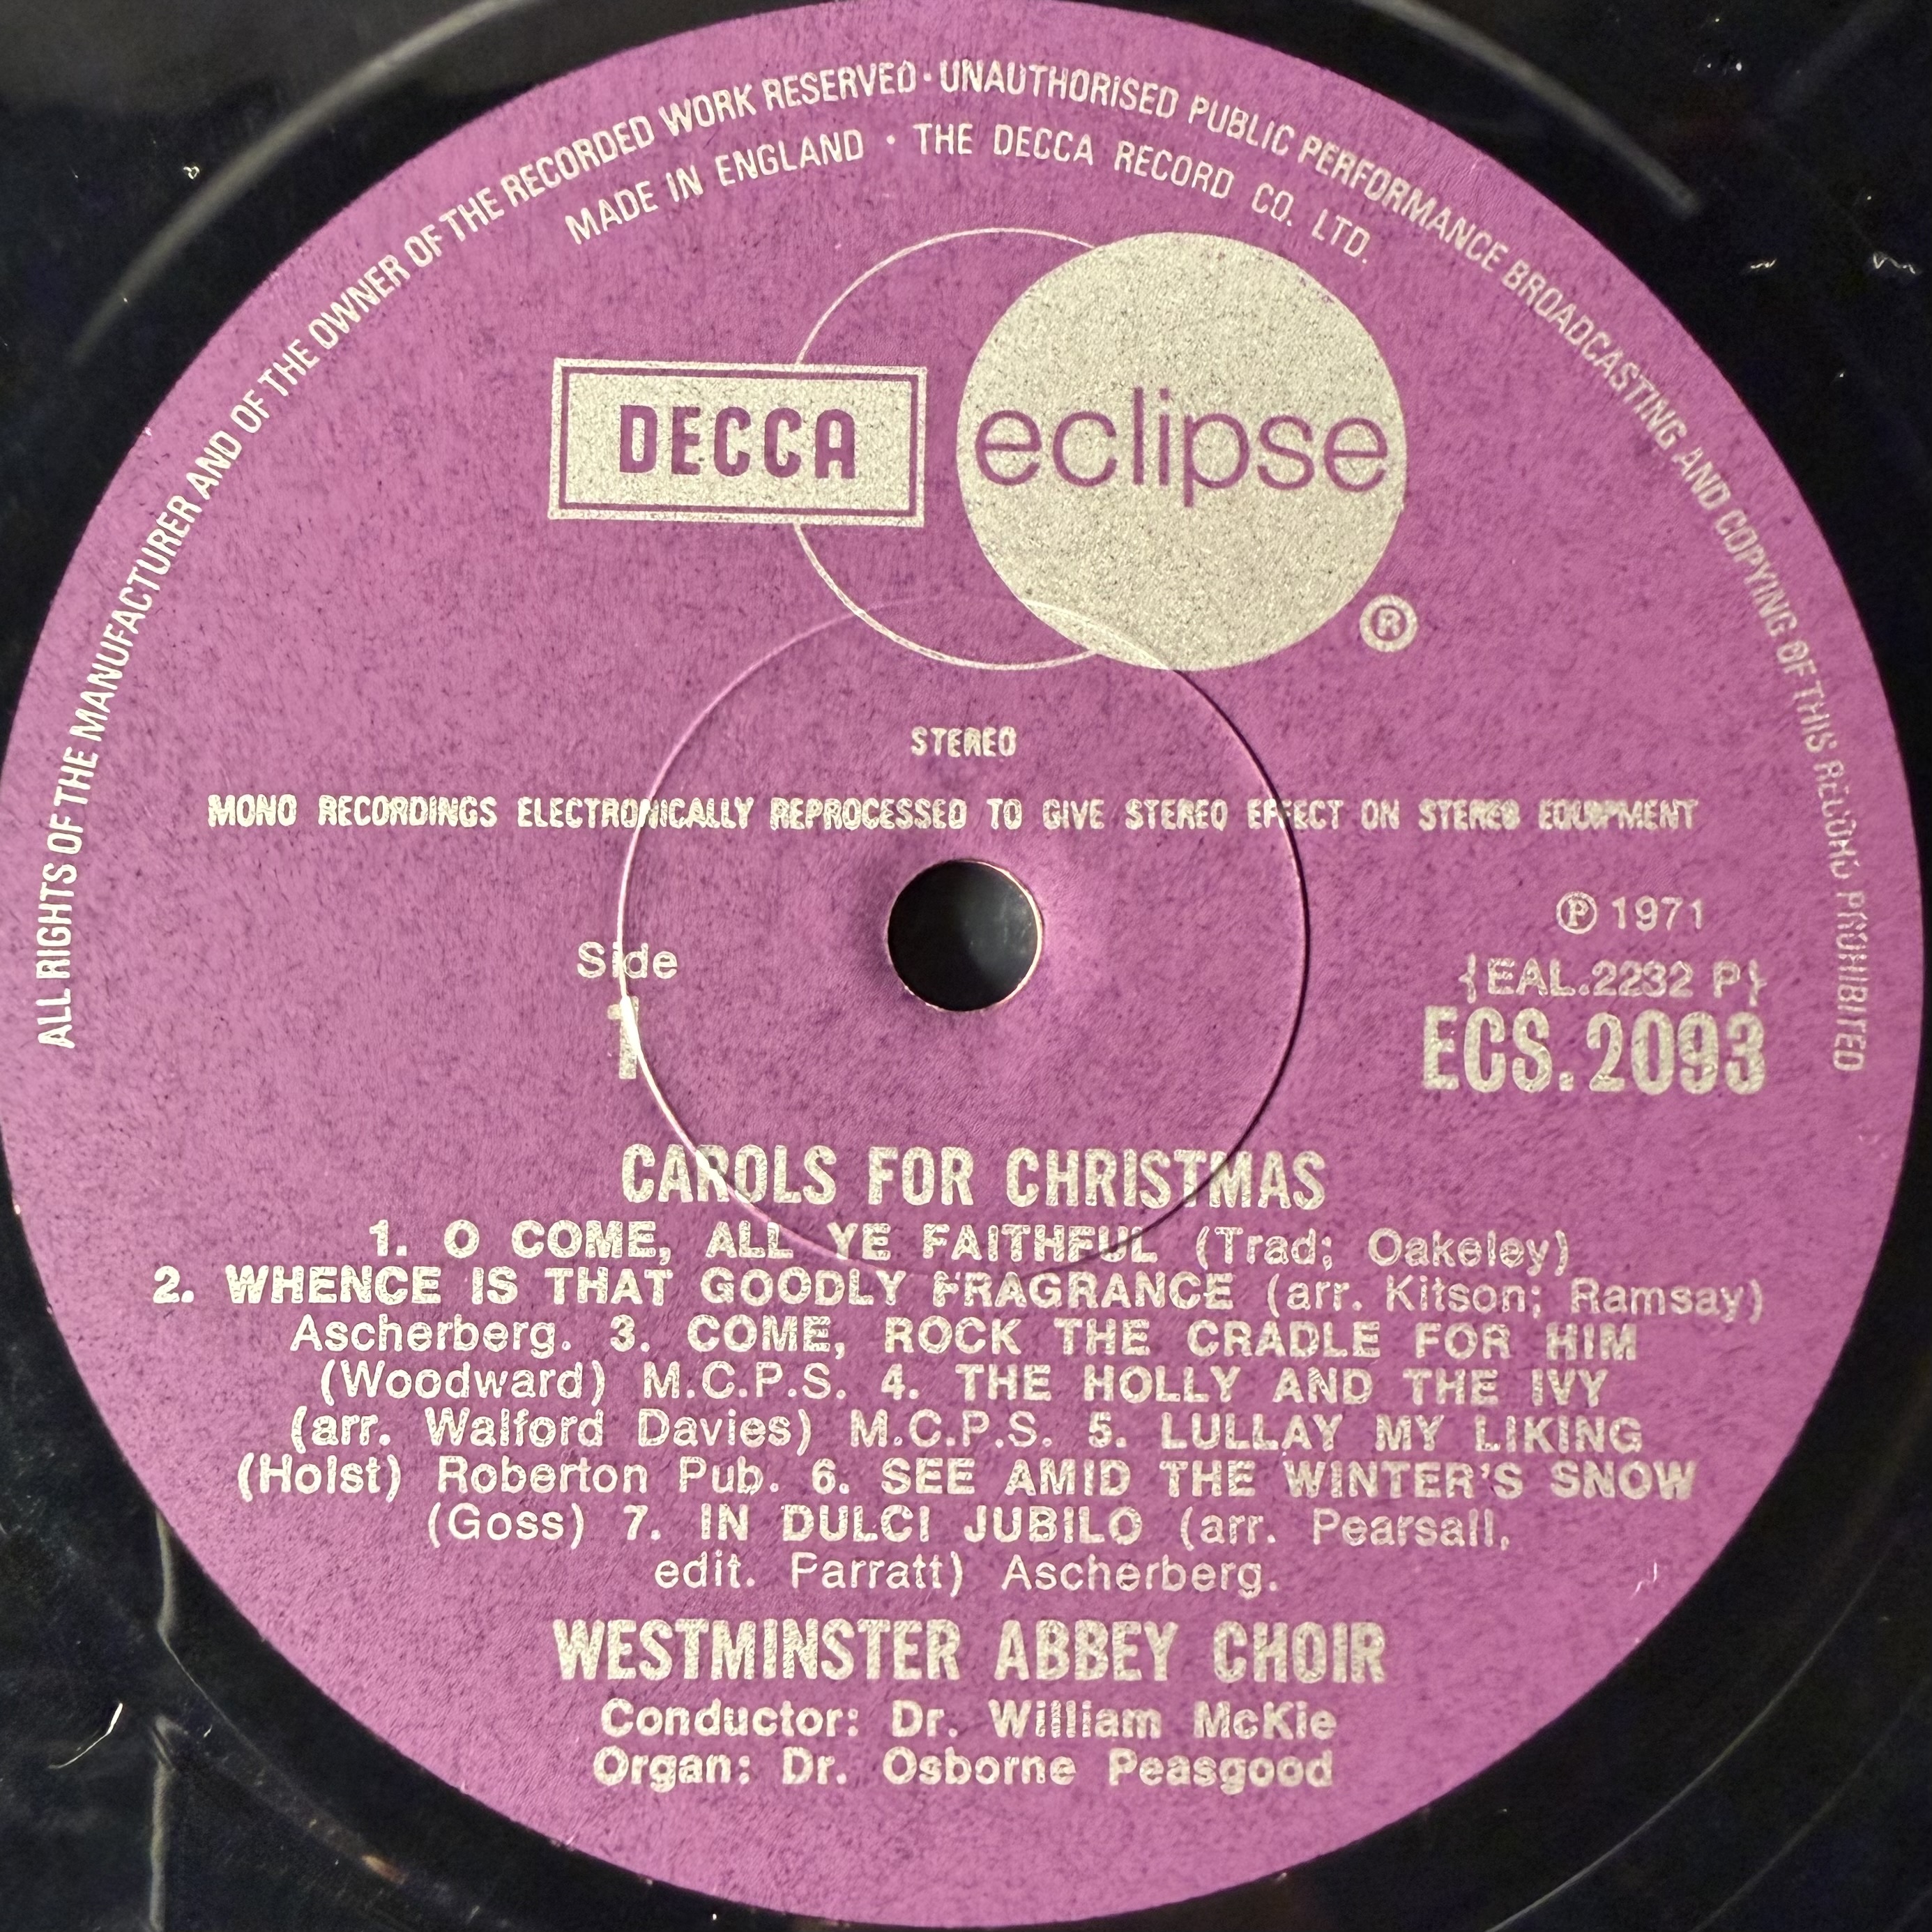 ALL RIGHTS OF THE MANUFACTURER AND OF THE OWNER OF THE RECORDED WORK RESERVED · UNAUTHORISED PUBLIC PERFORMANCE BROADCASTING AND COPYING OF THIS RECORD PROHIBITED
MADE IN ENGLAND · THE DECCA RECORD CO. LTD.
DECCA eclipse ®
STEREO
MONO RECORDINGS ELECTRONICALLY REPROCESSED TO GIVE STEREO EFFECT ON STEREO EQUIPMENT
℗ 1971
Side
{EAL.2232 P}
1
ECS.2093
CAROLS FOR CHRISTMAS
1. O COME, ALL YE FAITHFUL (Trad; Oakeley)
2. WHENCE IS THAT GOODLY FRAGRANCE (arr. Kitson; Ramsay)
Ascherberg. 3. COME, ROCK THE CRADLE FOR HIM
(Woodward) M.C.P.S. 4. THE HOLLY AND THE IVY
(arr. Walford Davies) M.C.P.S. 5. LULLAY MY LIKING
(Holst) Roberton Pub. 6. SEE AMID THE WINTER'S SNOW
(Goss) 7. IN DULCI JUBILO (arr. Pearsall,
edit. Parratt) Ascherberg.
WESTMINSTER ABBEY CHOIR
Conductor: Dr. William McKie
Organ: Dr. Osborne Peasgood